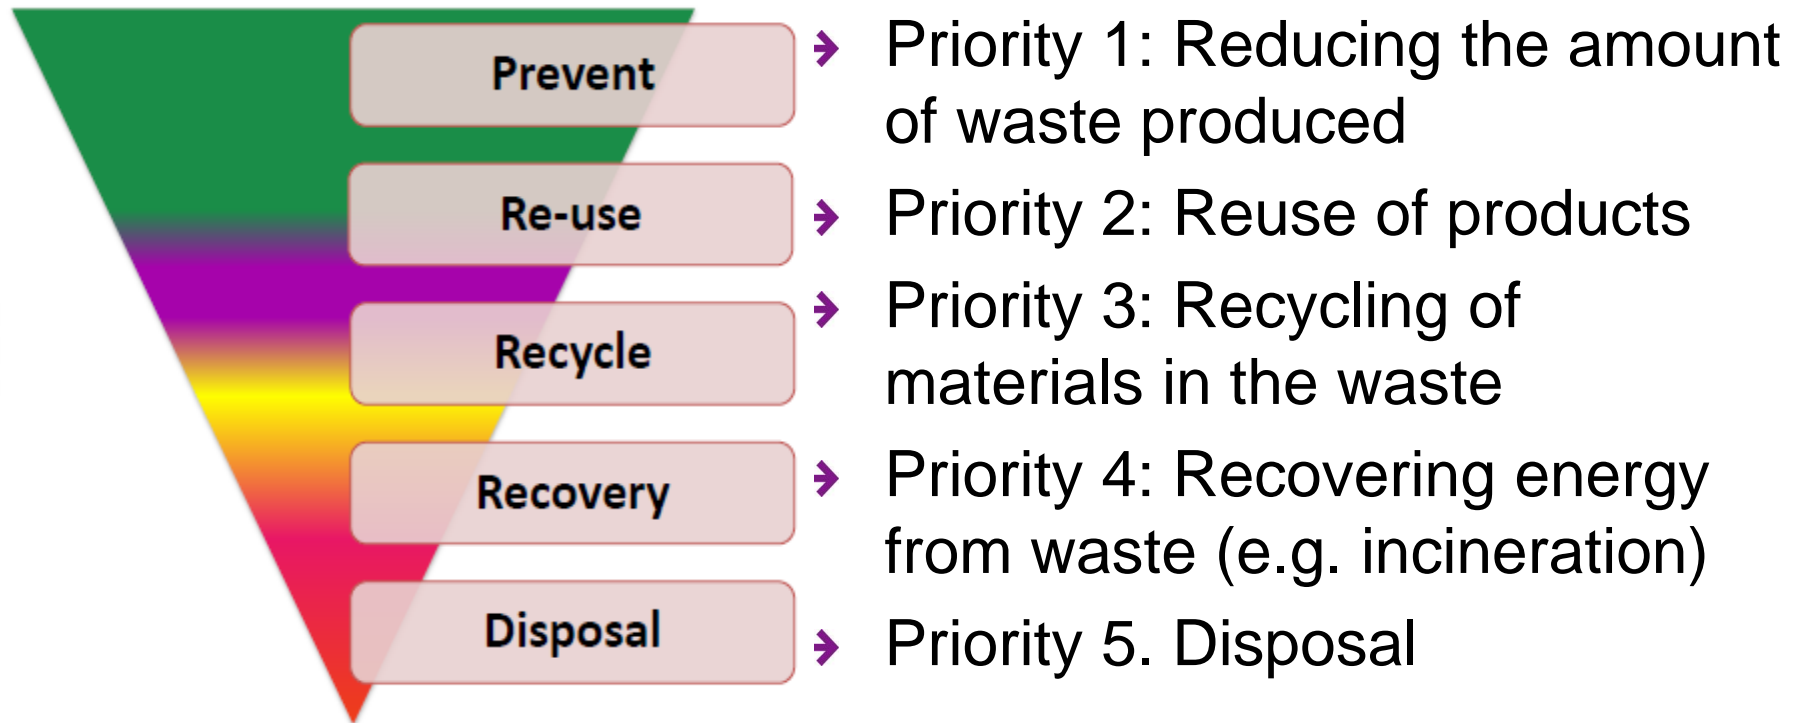 Prevent
Priority 1: Reducing the amount
of waste produced
Re-use
Priority 2: Reuse of products
Recycle
Priority 3: Recycling of
materials in the waste
Recovery
Priority 4: Recovering energy
from waste (e.g. incineration)
Disposal
Priority 5. Disposal